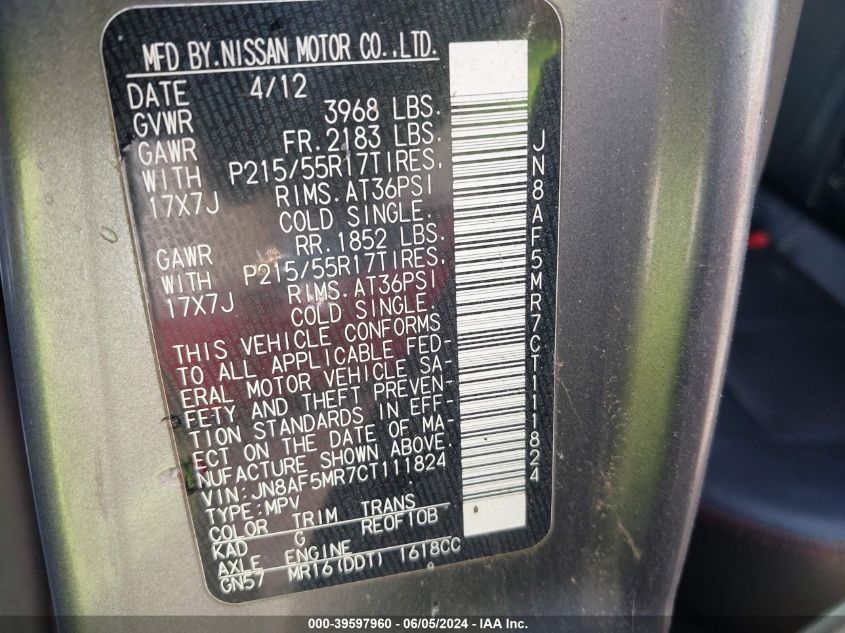 MFD BY.NISSAN MOTOR CO.,LTD.
DATE 4/12
GVWR 3968 LBS.
GAWR FR.2183 LBS.
WITH P215/55R17TIRES,
17X7J RIMS.AT36PSI
COLD SINGLE.
GAWR RR.1852 LBS.
WITH P215/55R17TIRES,
17X7J RIMS.AT36PSI
COLD SINGLE.
THIS VEHICLE CONFORMS
TO ALL APPLICABLE FED-
ERAL MOTOR VEHICLE SA-
FETY AND THEFT PREVEN-
TION STANDARDS IN EFF-
ECT ON THE DATE OF MA-
NUFACTURE SHOWN ABOVE.
VIN:JN8AF5MR7CT111824
TYPE:MPV
COLOR TRIM TRANS
KAD G RE0F10B
AXLE ENGINE
GN57 MR16(DDT) 1618CC
JN8AF5MR7CT111824
000-39597960 - 06/05/2024 - IAA Inc.